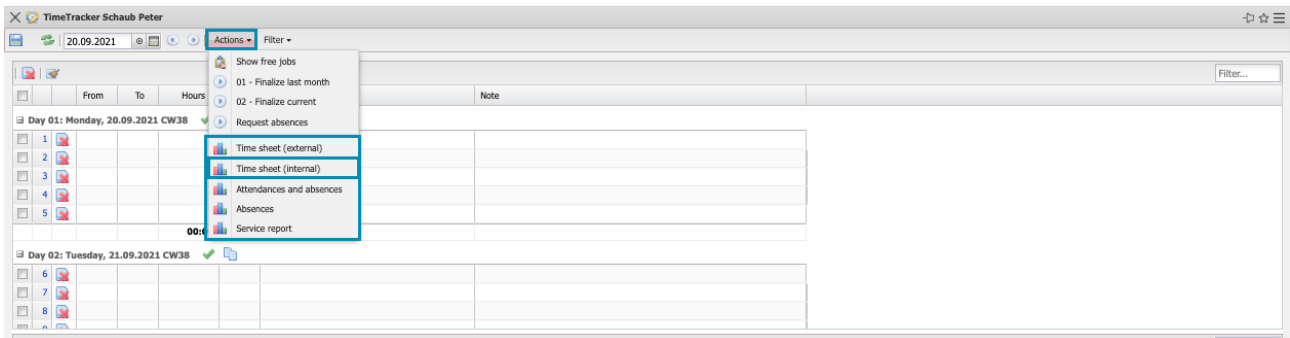 TimeTracker Schaub Peter
20.09.2021 Actions Filter
Show free jobs
01 - Finalize last month
02 - Finalize current
Request absences
Time sheet (external)
Time sheet (internal)
Attendances and absences
Absences
Service report
Filter...
From To Hours Note
Day 01: Monday, 20.09.2021 CW38
1
2
3
4
5
00:0
Day 02: Tuesday, 21.09.2021 CW38
6
7
8